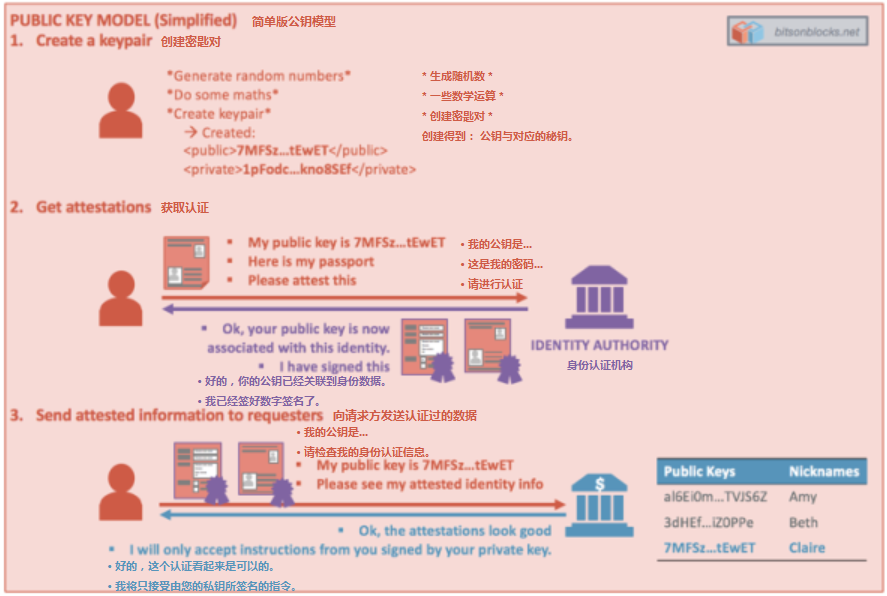 PUBLIC KEY MODEL (Simplified) 简单版公钥模型
bitsonblocks.net
1. Create a keypair 创建密匙对
*Generate random numbers* * 生成随机数 *
*Do some maths* * 一些数学运算 *
*Create keypair* * 创建密匙对 *
→ Created: 创建得到： 公钥与对应的秘钥。
<public>7MFSz...tEwET</public>
<private>1pFodc...kno8SEf</private>
2. Get attestations 获取认证
▪ My public key is 7MFSz...tEwET • 我的公钥是...
▪ Here is my passport • 这是我的密码...
▪ Please attest this • 请进行认证
▪ Ok, your public key is now
associated with this identity.
▪ I have signed this
IDENTITY AUTHORITY
身份认证机构
• 好的，你的公钥已经关联到身份数据。
• 我已经签好数字签名了。
3. Send attested information to requesters 向请求方发送认证过的数据
• 我的公钥是...
• 请检查我的身份认证信息。
▪ My public key is 7MFSz...tEwET
▪ Please see my attested identity info
$
▪ Ok, the attestations look good
▪ I will only accept instructions from you signed by your private key.
• 好的，这个认证看起来是可以的。
• 我将只接受由您的私钥所签名的指令。
Public Keys Nicknames
al6Ei0m...TVJS6Z Amy
3dHEf...iZ0PPe Beth
7MFSz...tEwET Claire